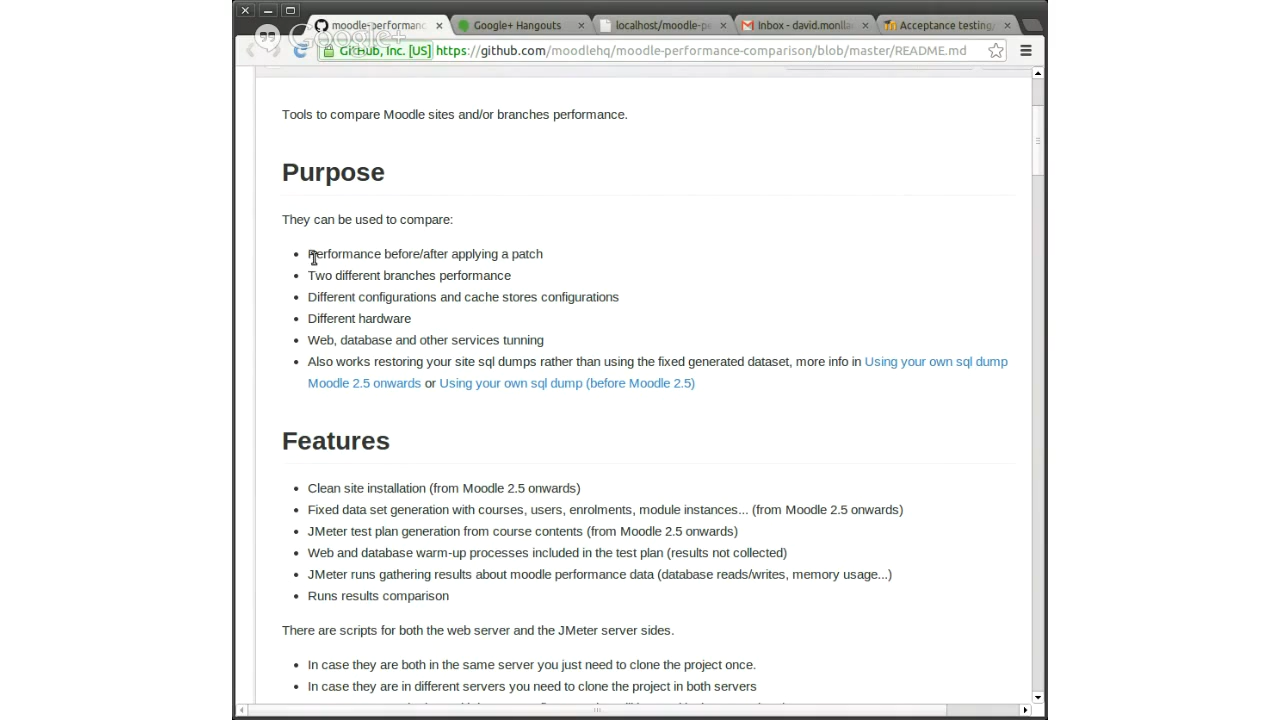 moodle-performanc
Google+ Hangouts
localhost/moodle-pe
Inbox - david.monlla
Acceptance testing
Google+
GitHub, Inc. [US] https://github.com/moodlehq/moodle-performance-comparison/blob/master/README.md
Tools to compare Moodle sites and/or branches performance.
Purpose
They can be used to compare:
Performance before/after applying a patch
Two different branches performance
Different configurations and cache stores configurations
Different hardware
Web, database and other services tunning
Also works restoring your site sql dumps rather than using the fixed generated dataset, more info in Using your own sql dump
Moodle 2.5 onwards or Using your own sql dump (before Moodle 2.5)
Features
Clean site installation (from Moodle 2.5 onwards)
Fixed data set generation with courses, users, enrolments, module instances... (from Moodle 2.5 onwards)
JMeter test plan generation from course contents (from Moodle 2.5 onwards)
Web and database warm-up processes included in the test plan (results not collected)
JMeter runs gathering results about moodle performance data (database reads/writes, memory usage...)
Runs results comparison
There are scripts for both the web server and the JMeter server sides.
In case they are both in the same server you just need to clone the project once.
In case they are in different servers you need to clone the project in both servers